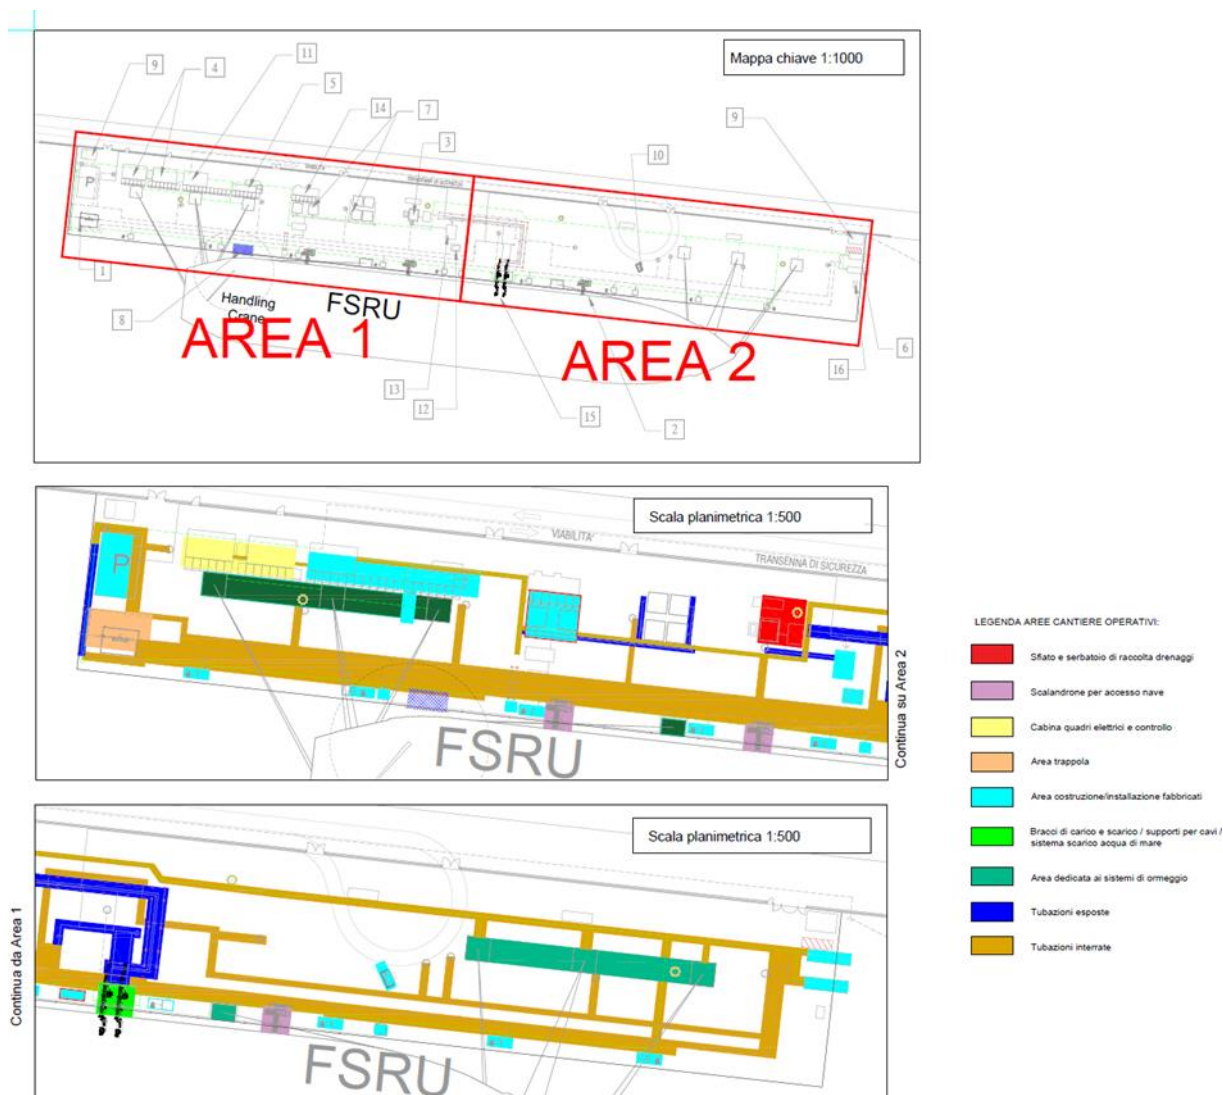 Mappa chiave 1:1000
9
4
11
5
14
7
3
10
9
P
1
8
Handling
Crane
FSRU
AREA 1
AREA 2
13
12
15
2
16
6
Scala planimetrica 1:500
VIABILITA'
TRANSENNA DI SICUREZZA
P
FSRU
Continua su Area 2
Scala planimetrica 1:500
Continua da Area 1
FSRU
LEGENDA AREE CANTIERE OPERATIVI:
Sfiato e serbatoio di raccolta drenaggi
Scalandrone per accesso nave
Cabina quadri elettrici e controllo
Area trappola
Area costruzione/installazione fabbricati
Bracci di carico e scarico / supporti per cavi /
sistema scarico acqua di mare
Area dedicata ai sistemi di ormeggio
Tubazioni esposte
Tubazioni interrate